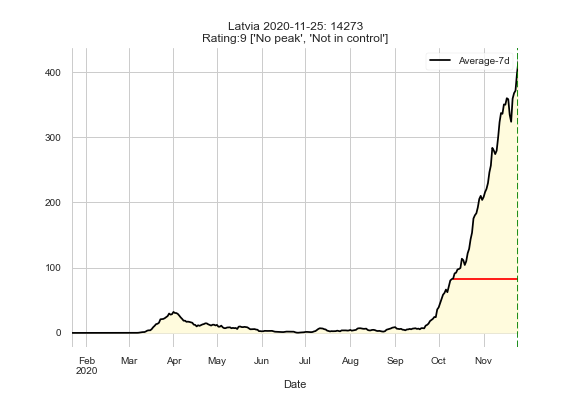 Latvia 2020-11-25: 14273
Rating:9 ['No peak', 'Not in control']
Average-7d
400
300
200
100
0
Feb Mar Apr May Jun Jul Aug Sep Oct Nov
2020
Date